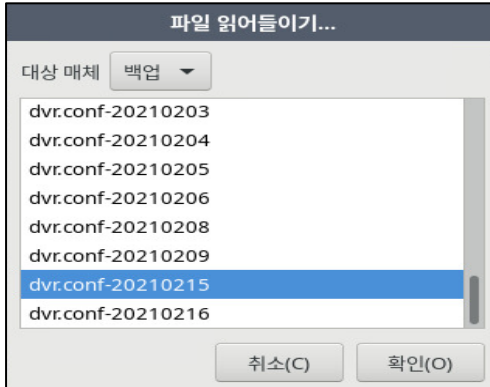 파일 읽어들이기...
대상 매체 백업
dvr.conf-20210203
dvr.conf-20210204
dvr.conf-20210205
dvr.conf-20210206
dvr.conf-20210208
dvr.conf-20210209
dvr.conf-20210215
dvr.conf-20210216
취소(C) 확인(O)